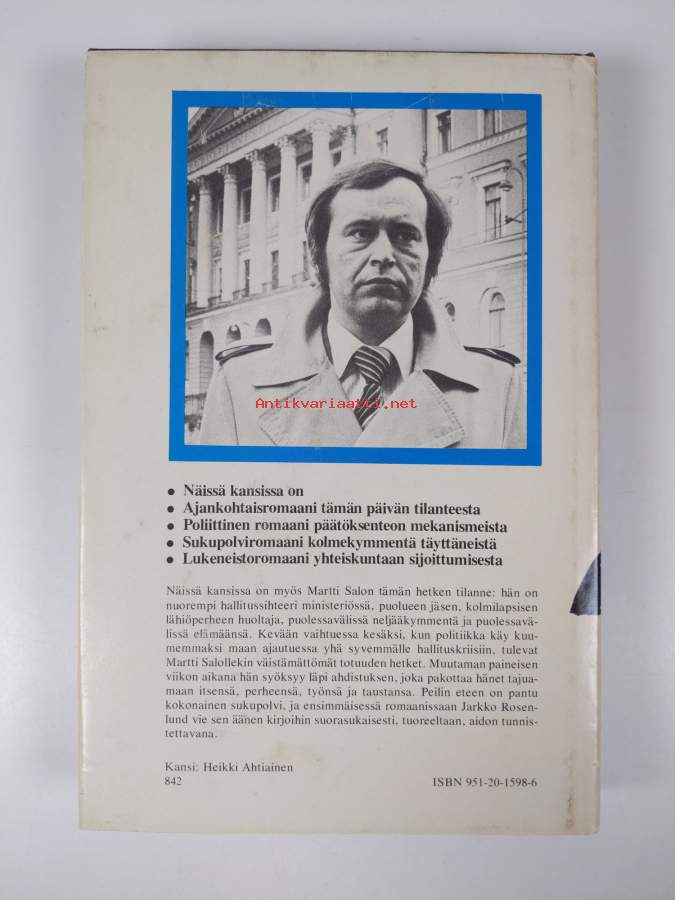 Antikvariaatti.net
• Näissä kansissa on
• Ajankohtaisromaani tämän päivän tilanteesta
• Poliittinen romaani päätöksenteon mekanismeista
• Sukupolviromaani kolmekymmentä täyttäneistä
• Lukeneistoromaani yhteiskuntaan sijoittumisesta
Näissä kansissa on myös Martti Salon tämän hetken tilanne: hän on
nuorempi hallitussihteeri ministeriössä, puolueen jäsen, kolmilapsisen
lähiöperheen huoltaja, puolessavälissä neljääkymmentä ja puolessavä-
lissä elämäänsä. Kevään vaihtuessa kesäksi, kun politiikka käy kuu-
memmaksi maan ajautuessa yhä syvemmälle hallituskriisiin, tulevat
Martti Salollekin väistämättömät totuuden hetket. Muutaman paineisen
viikon aikana hän syöksyy läpi ahdistuksen, joka pakottaa hänet tajua-
maan itsensä, perheensä, työnsä ja taustansa. Peilin eteen on pantu
kokonainen sukupolvi, ja ensimmäisessä romaanissaan Jarkko Rosen-
lund vie sen äänen kirjoihin suorasukaisesti, tuoreeltaan, aidon tunnis-
tettavana.
Kansi: Heikki Ahtiainen
842 ISBN 951-20-1598-6